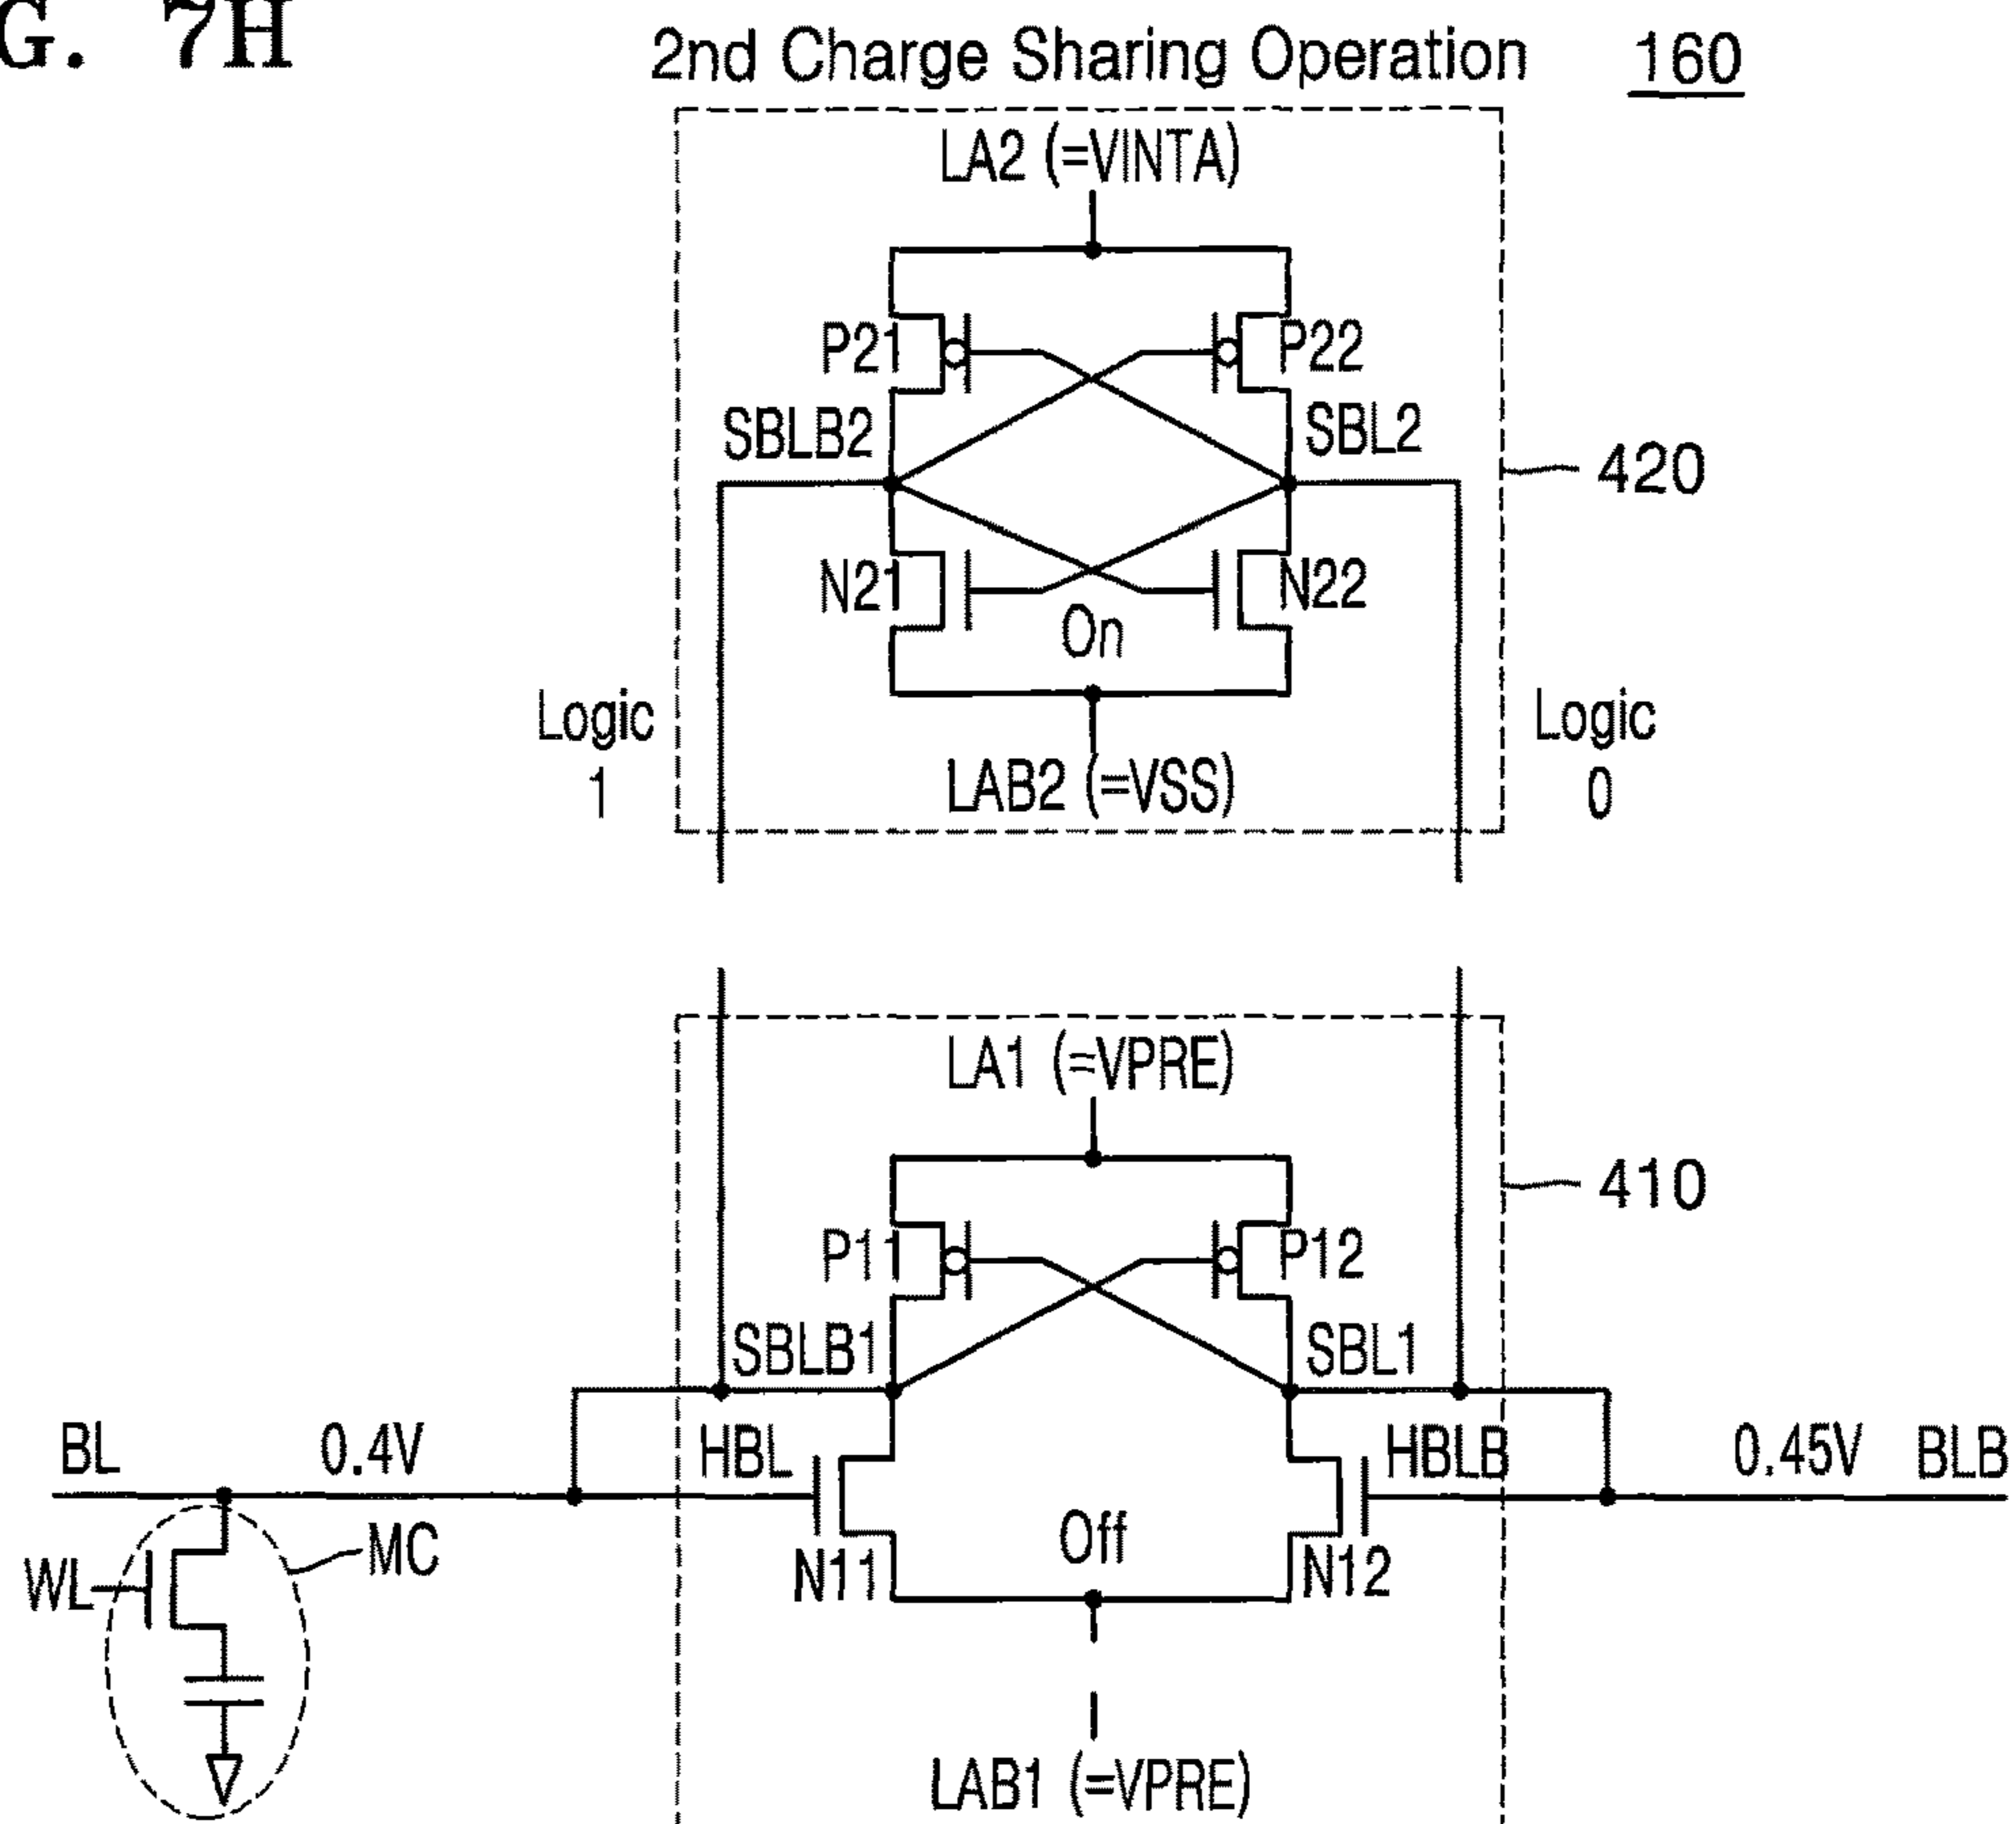 G. 7H
2nd Charge Sharing Operation 160
LA2 (=VINTA)
P21 P22
SBLB2 SBL2
420
N21 N22
On
Logic 1
Logic 0
LAB2 (=VSS)
LA1 (=VPRE)
410
P11 P12
SBLB1 SBL1
BL 0.4V HBL HBLB 0.45V BLB
Off
WL MC N11 N12
LAB1 (=VPRE)